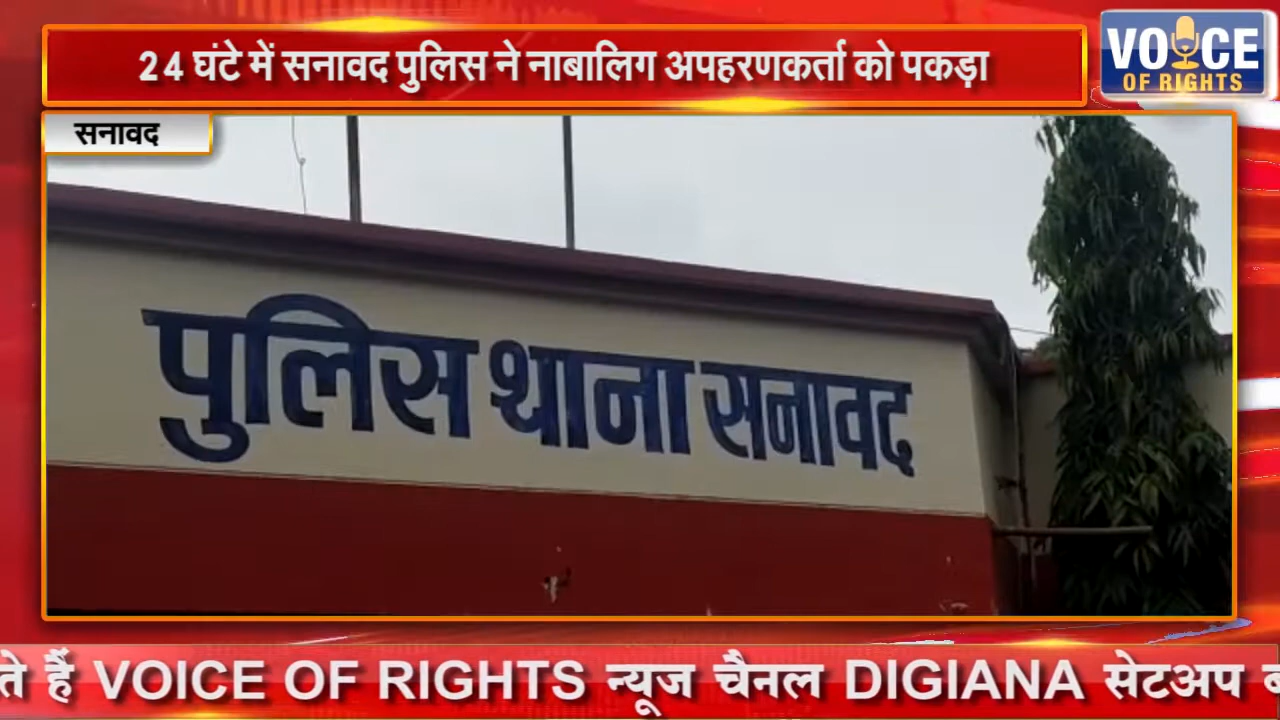 24 घंटे में सनावद पुलिस ने नाबालिग अपहरणकर्ता को पकड़ा
VOICE
OF RIGHTS
सनावद
पुलिस थाना सनावद
ते हैं VOICE OF RIGHTS न्यूज चैनल DIGIANA सेटअप